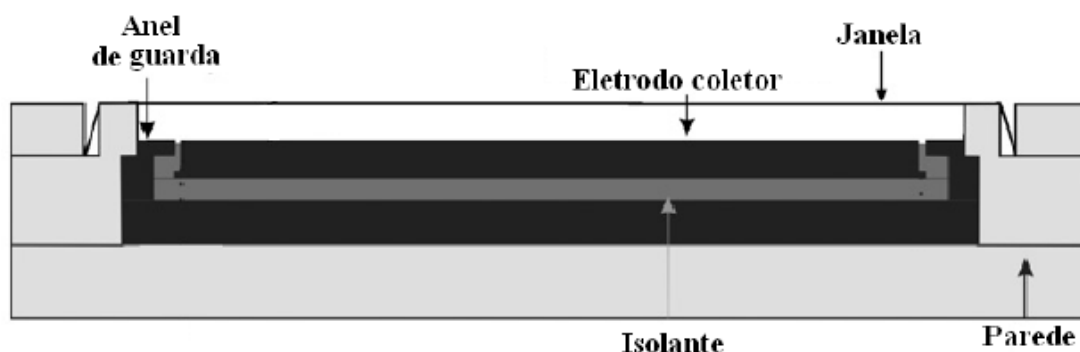 Anel
de guarda
Janela
Eletrodo coletor
Isolante
Parede